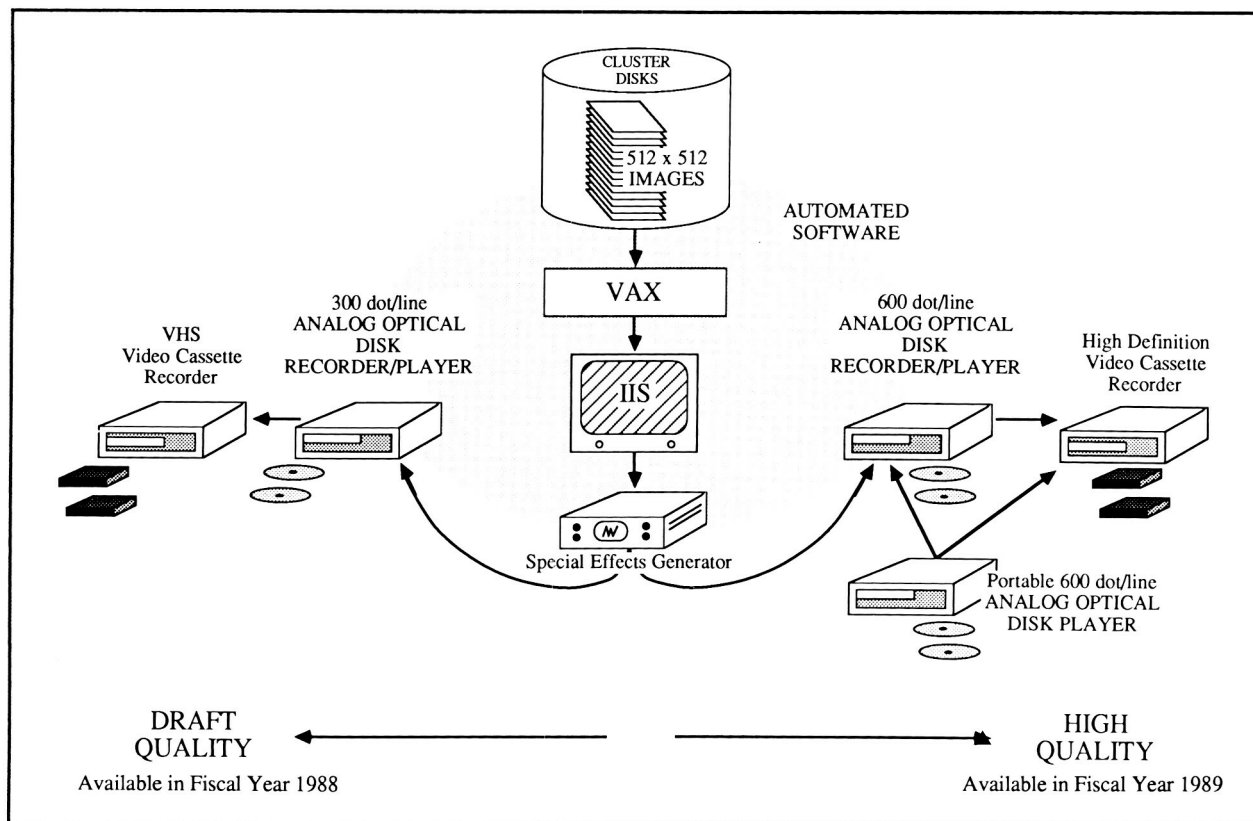 CLUSTER
DISKS
512 x 512
IMAGES
AUTOMATED
SOFTWARE
VAX
300 dot/line
ANALOG OPTICAL
DISK
RECORDER/PLAYER
VHS
Video Cassette
Recorder
IIS
600 dot/line
ANALOG OPTICAL
DISK
RECORDER/PLAYER
High Definition
Video Cassette
Recorder
Special Effects Generator
Portable 600 dot/line
ANALOG OPTICAL
DISK PLAYER
DRAFT
QUALITY
Available in Fiscal Year 1988
HIGH
QUALITY
Available in Fiscal Year 1989